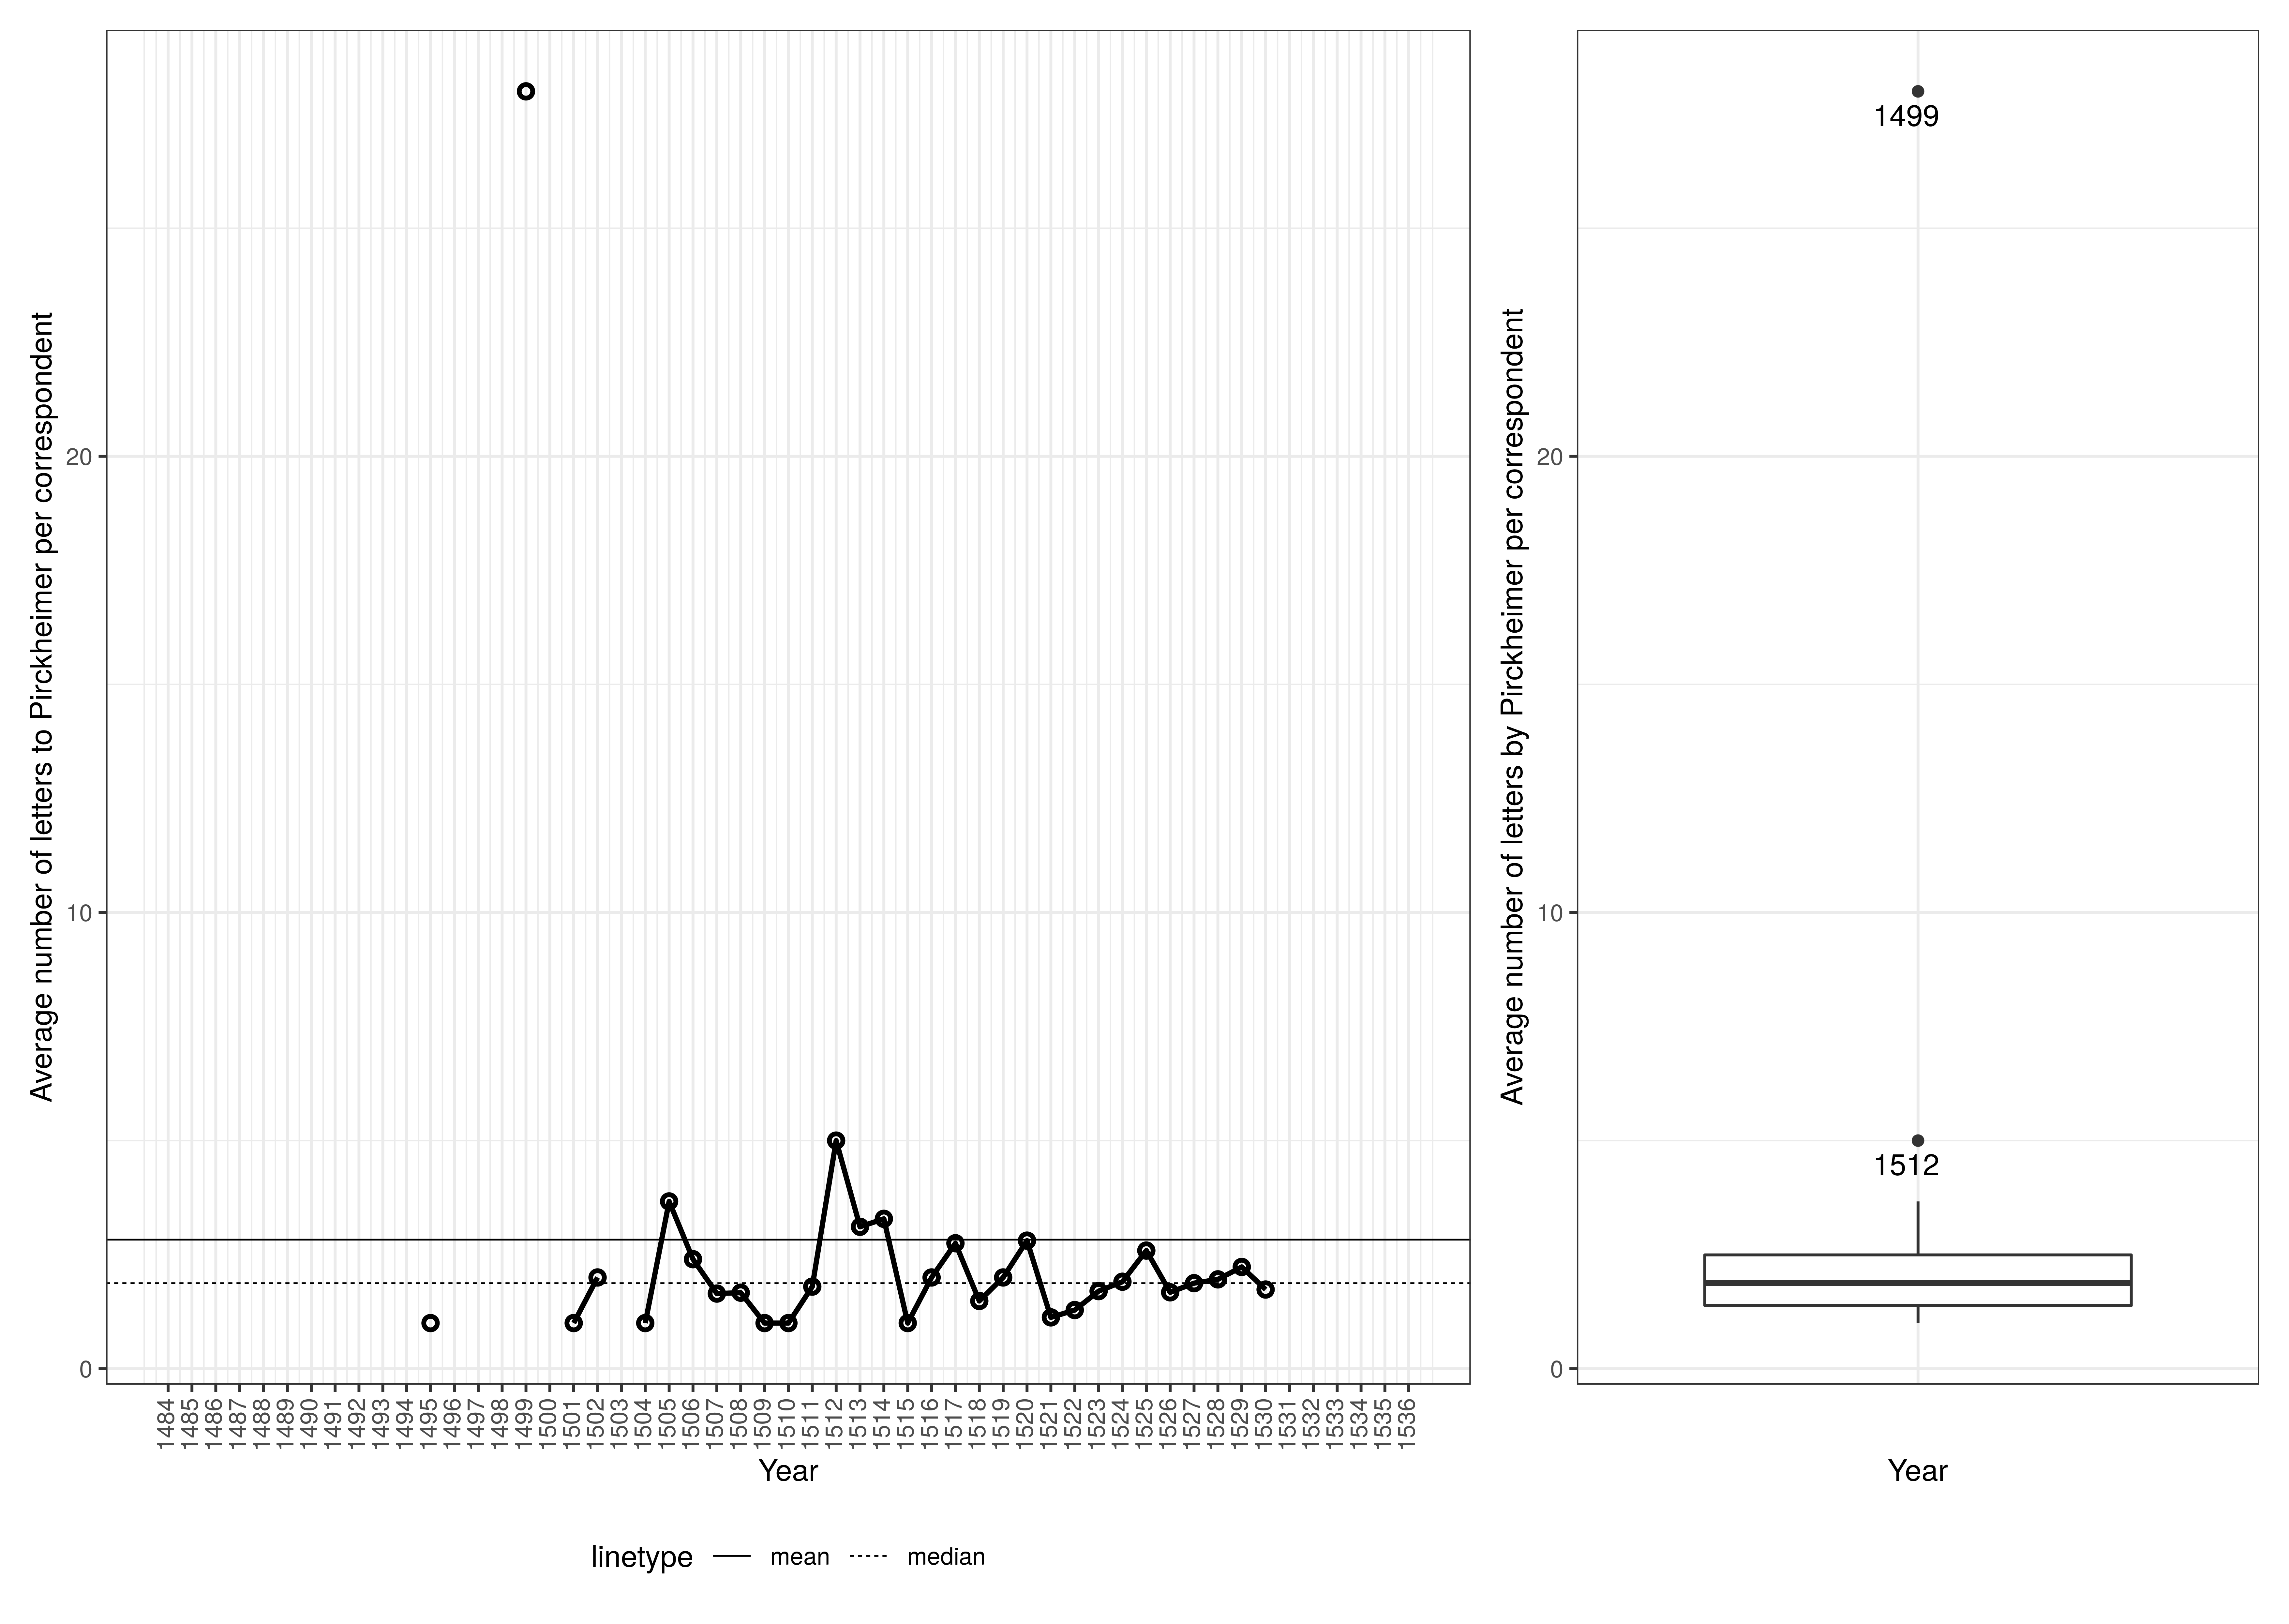 Average number of letters to Pirckheimer per correspondent
20
10
0
1484 1485 1486 1487 1488 1489 1490 1491 1492 1493 1494 1495 1496 1497 1498 1499 1500 1501 1502 1503 1504 1505 1506 1507 1508 1509 1510 1511 1512 1513 1514 1515 1516 1517 1518 1519 1520 1521 1522 1523 1524 1525 1526 1527 1528 1529 1530 1531 1532 1533 1534 1535 1536
Year
linetype mean median
Average number of letters by Pirckheimer per correspondent
20
10
0
1499
1512
Year